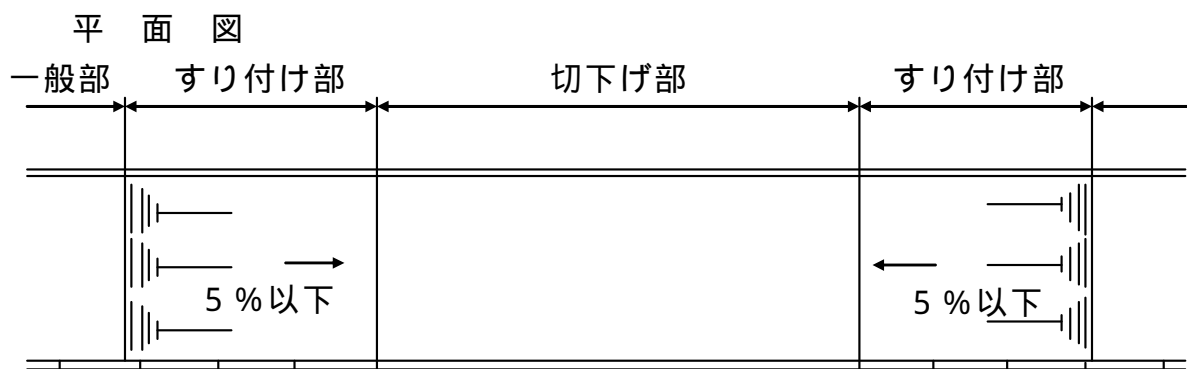 平 面 図
一般部 すり付け部 切下げ部 すり付け部
5 %以下 5 %以下